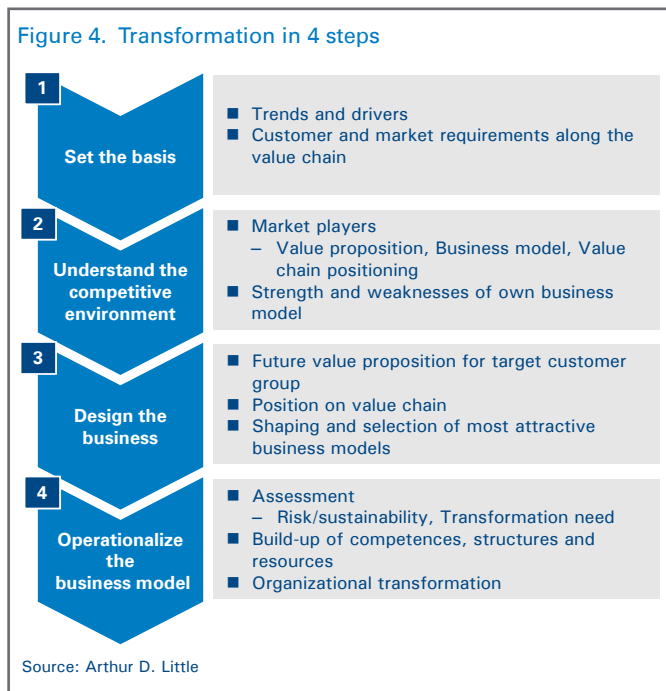 Figure 4. Transformation in 4 steps
1
Set the basis
■ Trends and drivers
■ Customer and market requirements along the
value chain
2
Understand the
competitive
environment
■ Market players
– Value proposition, Business model, Value
chain positioning
■ Strength and weaknesses of own business
model
3
Design the
business
■ Future value proposition for target customer
group
■ Position on value chain
■ Shaping and selection of most attractive
business models
4
Operationalize
the
business model
■ Assessment
– Risk/sustainability, Transformation need
■ Build-up of competences, structures and
resources
■ Organizational transformation
Source: Arthur D. Little